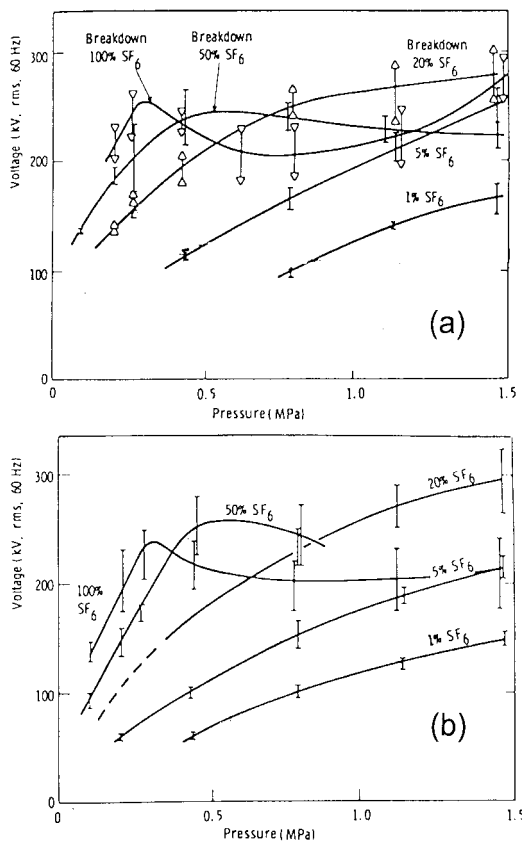 (a)
Voltage (kV, rms, 60 Hz)
300
200
100
0
Breakdown
100% SF6
Breakdown
50% SF6
Breakdown
20% SF6
5% SF6
1% SF6
0
0.5
1.0
1.5
Pressure (MPa)
(b)
Voltage (kV, rms, 60 Hz)
300
200
100
0
100%
SF6
50% SF6
20% SF6
5% SF6
1% SF6
0
0.5
1.0
1.5
Pressure (MPa)